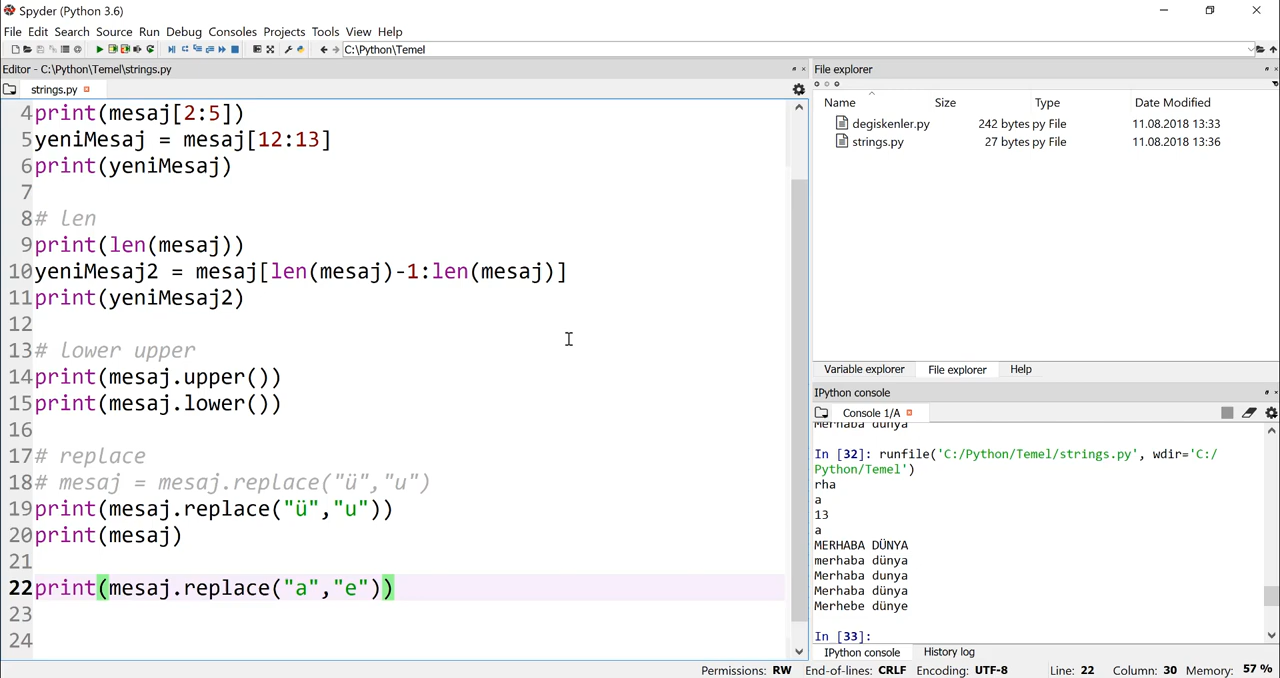 Spyder (Python 3.6)
File Edit Search Source Run Debug Consoles Projects Tools View Help
C:\Python\Temel
Editor - C:\Python\Temel\strings.py
strings.py
4 print(mesaj[2:5])
5 yeniMesaj = mesaj[12:13]
6 print(yeniMesaj)
7
8 # len
9 print(len(mesaj))
10 yeniMesaj2 = mesaj[len(mesaj)-1:len(mesaj)]
11 print(yeniMesaj2)
12
13 # lower upper
14 print(mesaj.upper())
15 print(mesaj.lower())
16
17 # replace
18 # mesaj = mesaj.replace("ü","u")
19 print(mesaj.replace("ü","u"))
20 print(mesaj)
21
22 print(mesaj.replace("a","e"))
23
24
File explorer
Name Size Type Date Modified
degiskenler.py 242 bytes py File 11.08.2018 13:33
strings.py 27 bytes py File 11.08.2018 13:36
Variable explorer File explorer Help
IPython console
Console 1/A
Merhaba dünya
In [32]: runfile('C:/Python/Temel/strings.py', wdir='C:/
Python/Temel')
rha
a
13
a
MERHABA DÜNYA
merhaba dünya
Merhaba dunya
Merhaba dünya
Merhebe dünye
In [33]:
IPython console History log
Permissions: RW End-of-lines: CRLF Encoding: UTF-8 Line: 22 Column: 30 Memory: 57 %